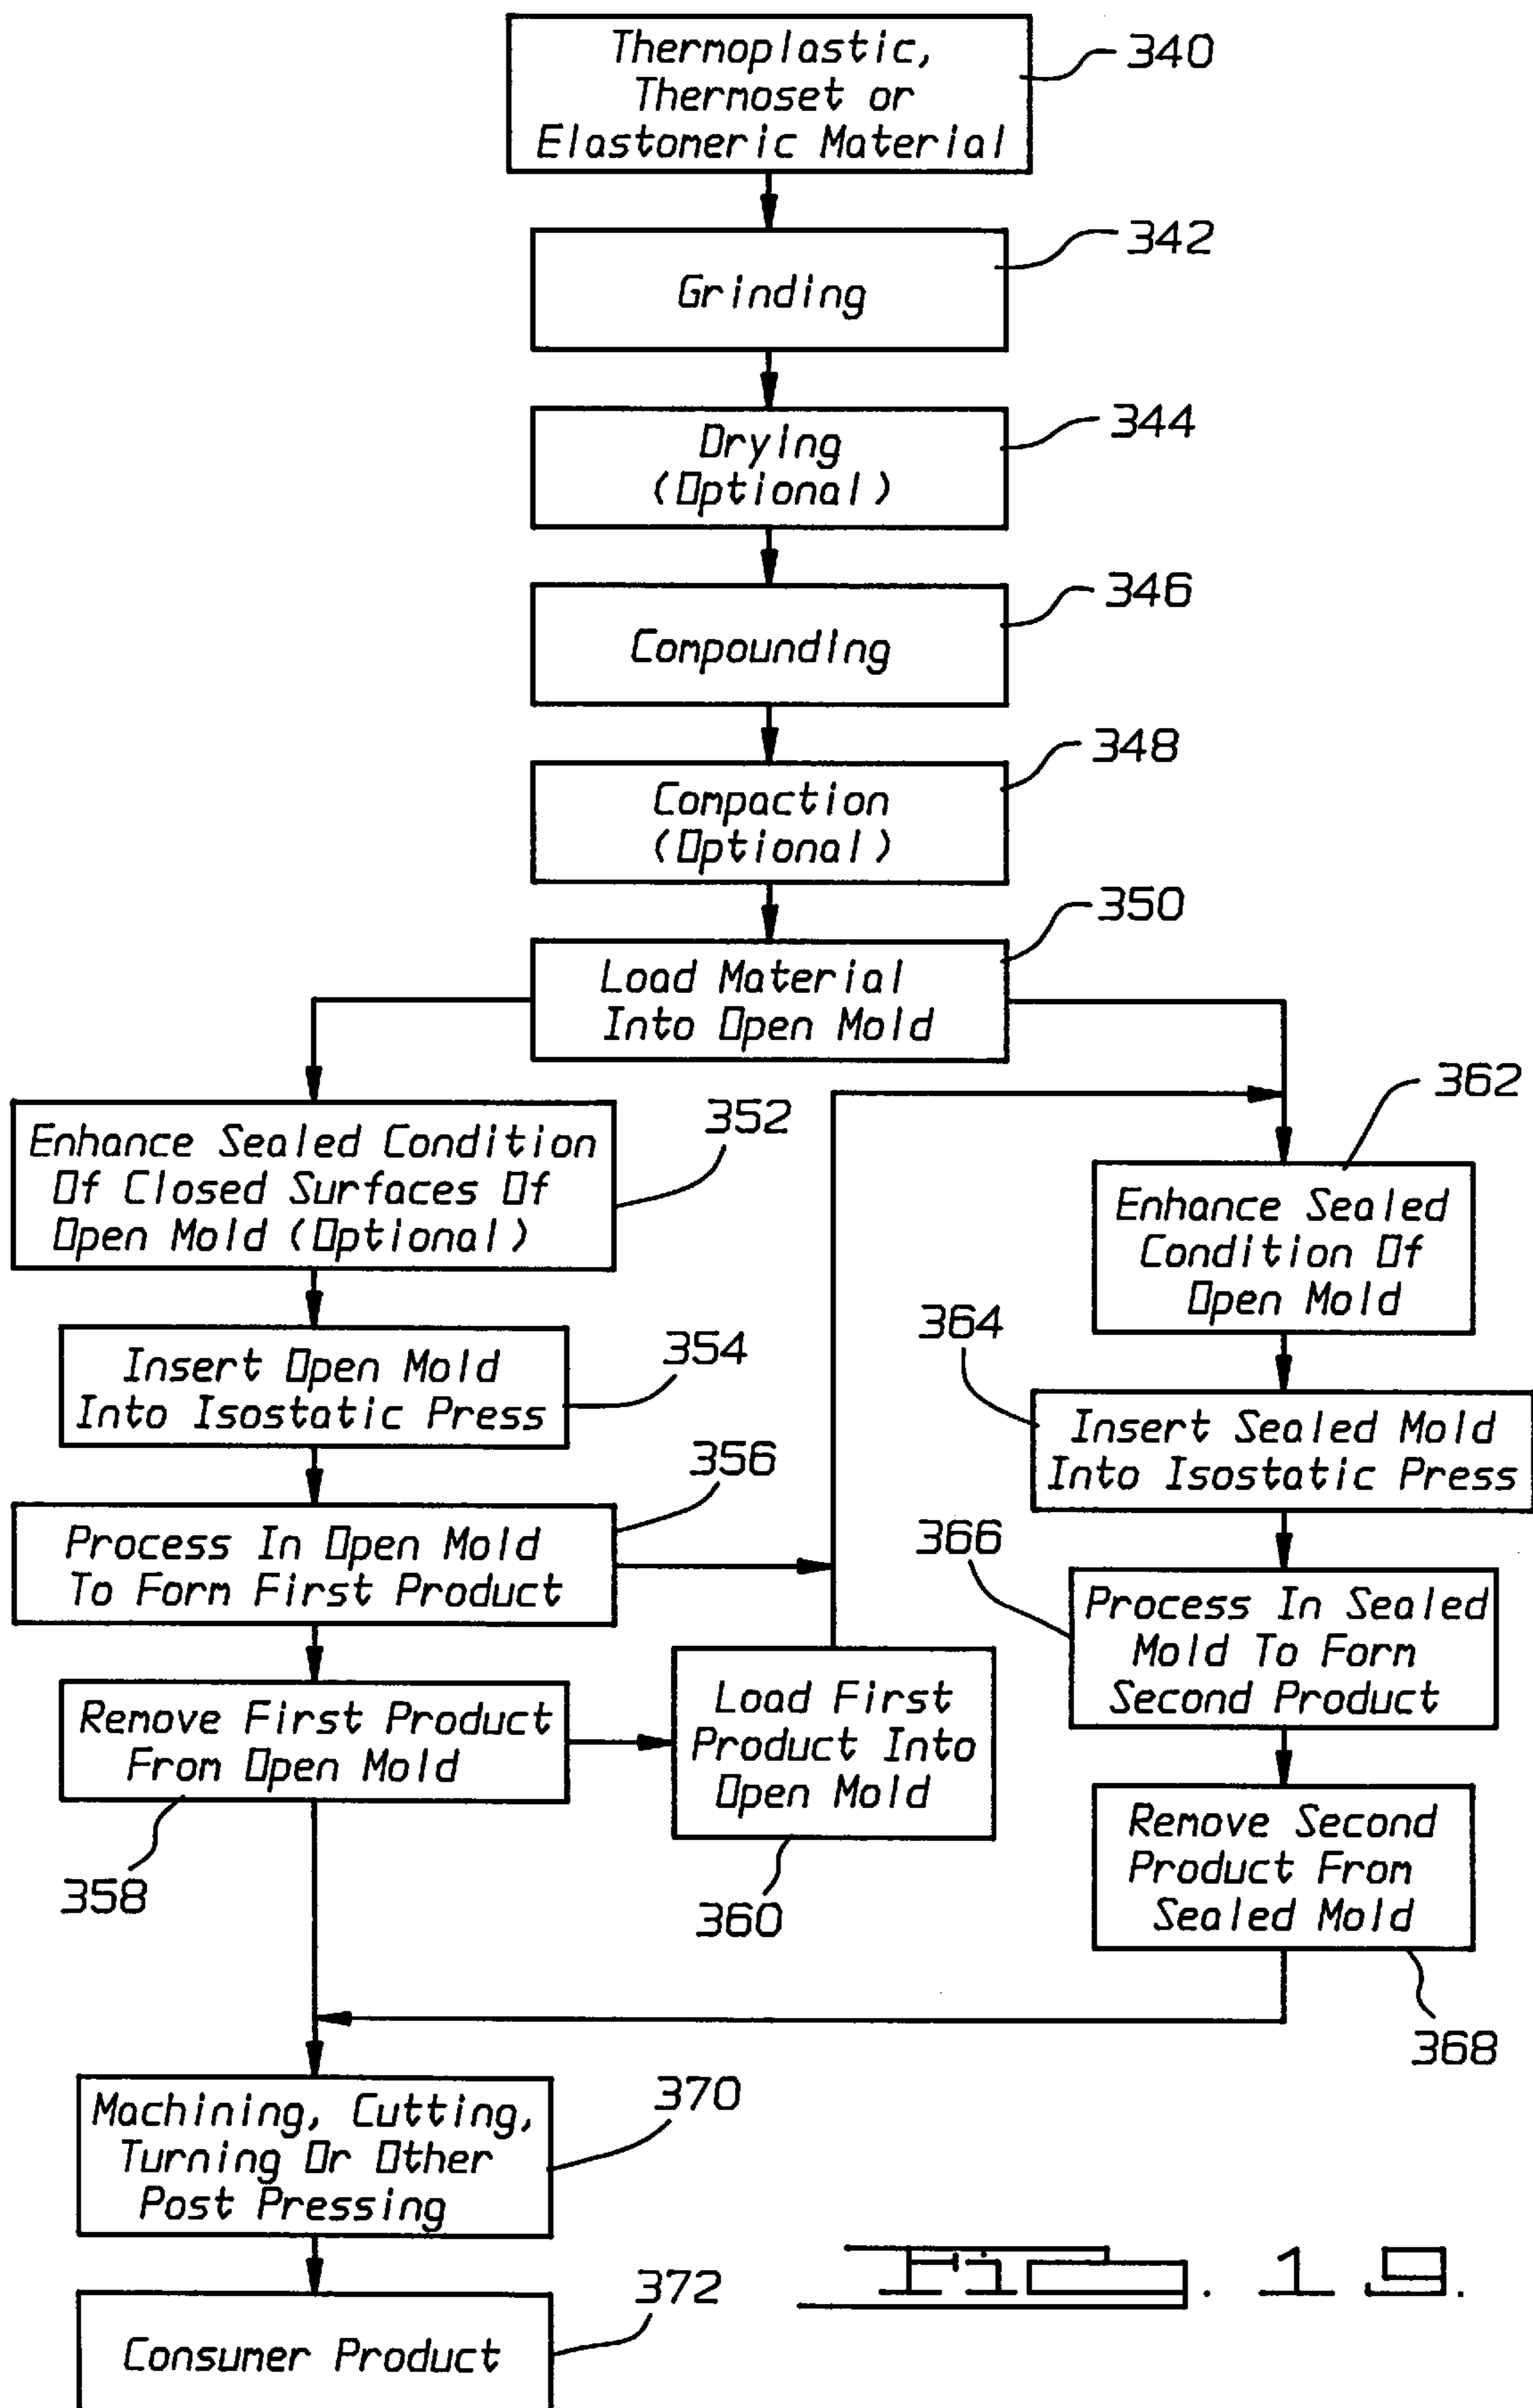 Thermoplastic,
Thermoset or
Elastomeric Material
340
Grinding
342
Drying
(Optional)
344
Compounding
346
Compaction
(Optional)
348
Load Material
Into Open Mold
350
Enhance Sealed Condition
Of Closed Surfaces Of
Open Mold (Optional)
352
Insert Open Mold
Into Isostatic Press
354
Process In Open Mold
To Form First Product
356
Remove First Product
From Open Mold
358
Load First
Product Into
Open Mold
360
Enhance Sealed
Condition Of
Open Mold
362
Insert Sealed Mold
Into Isostatic Press
364
Process In Sealed
Mold To Form
Second Product
366
Remove Second
Product From
Sealed Mold
368
Machining, Cutting,
Turning Or Other
Post Pressing
370
Consumer Product
372
Fig. 19.